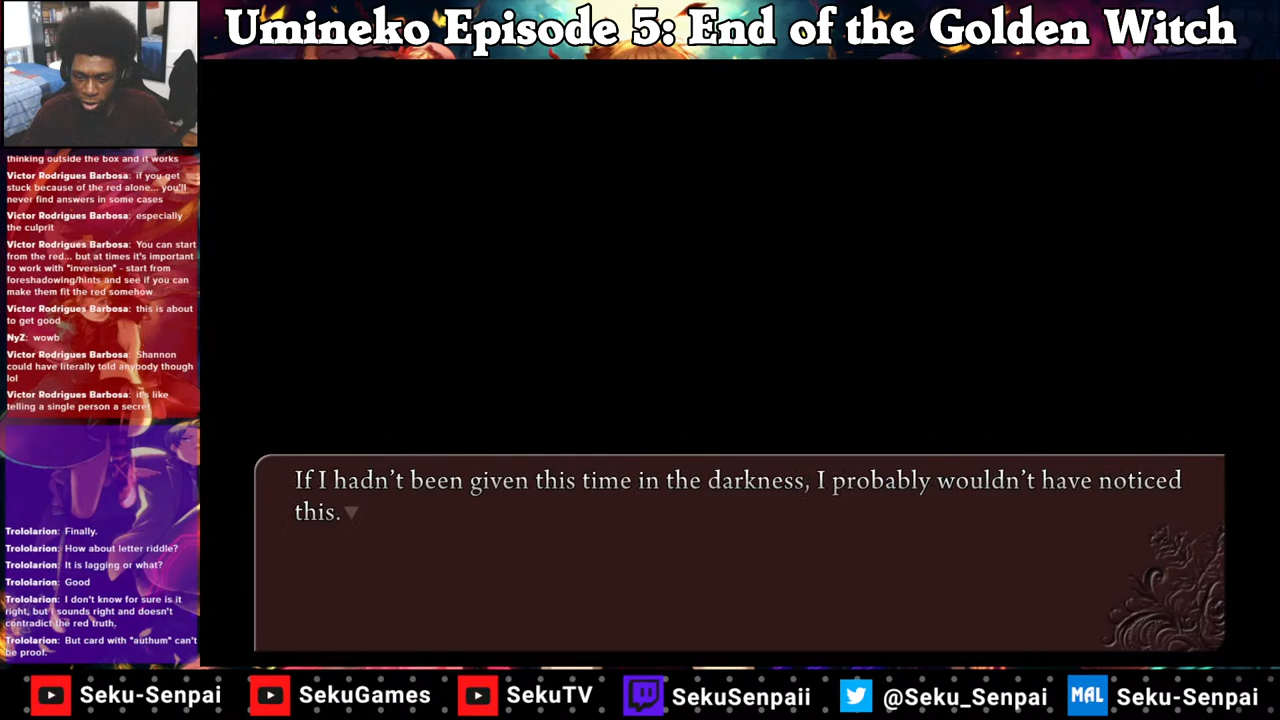 Umineko Episode 5: End of the Golden Witch
thinking outside the box and it works
Victor Rodrigues Barbosa: if you get
stuck because of the red alone... you'll
never find answers in some cases
Victor Rodrigues Barbosa: especially
the culprit
Victor Rodrigues Barbosa: You can start
from the red... but at times it's important
to work with "inversion" - start from
foreshadowing/hints and see if you can
make them fit the red somehow
Victor Rodrigues Barbosa: this is about
to get good
NyZ: wowb
Victor Rodrigues Barbosa: Shannon
could have literally told anybody though
lol
Victor Rodrigues Barbosa: it's like
telling a single person a secret
Trololarion: Finally.
Trololarion: How about letter riddle?
Trololarion: It is lagging or what?
Trololarion: Good
Trololarion: I don't know for sure is it
right, but i sounds right and doesn't
contradict the red truth.
Trololarion: But card with "authum" can't
be proof.
If I hadn't been given this time in the darkness, I probably wouldn't have noticed
this.
Seku-Senpai
SekuGames
SekuTV
SekuSenpaii
@Seku_Senpai
MAL
Seku-Senpai